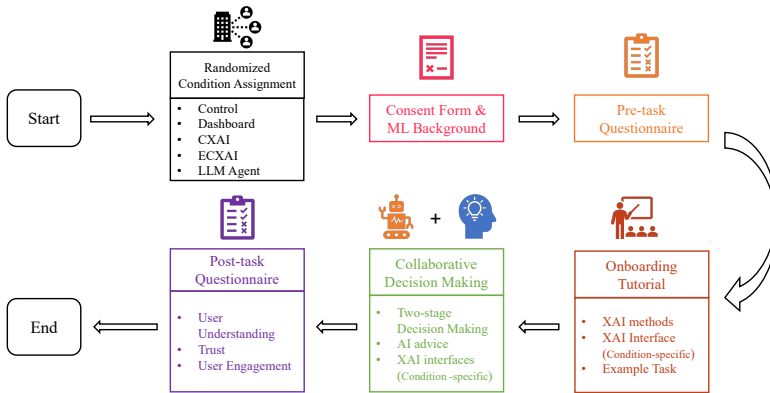 Start
Randomized
Condition Assignment
• Control
• Dashboard
• CXAI
• ECXAI
• LLM Agent
Consent Form &
ML Background
Pre-task
Questionnaire
Onboarding
Tutorial
• XAI methods
• XAI Interface
(Condition-specific)
• Example Task
+
Collaborative
Decision Making
• Two-stage
Decision Making
• AI advice
• XAI interfaces
(Condition -specific)
Post-task
Questionnaire
• User
Understanding
• Trust
• User Engagement
End